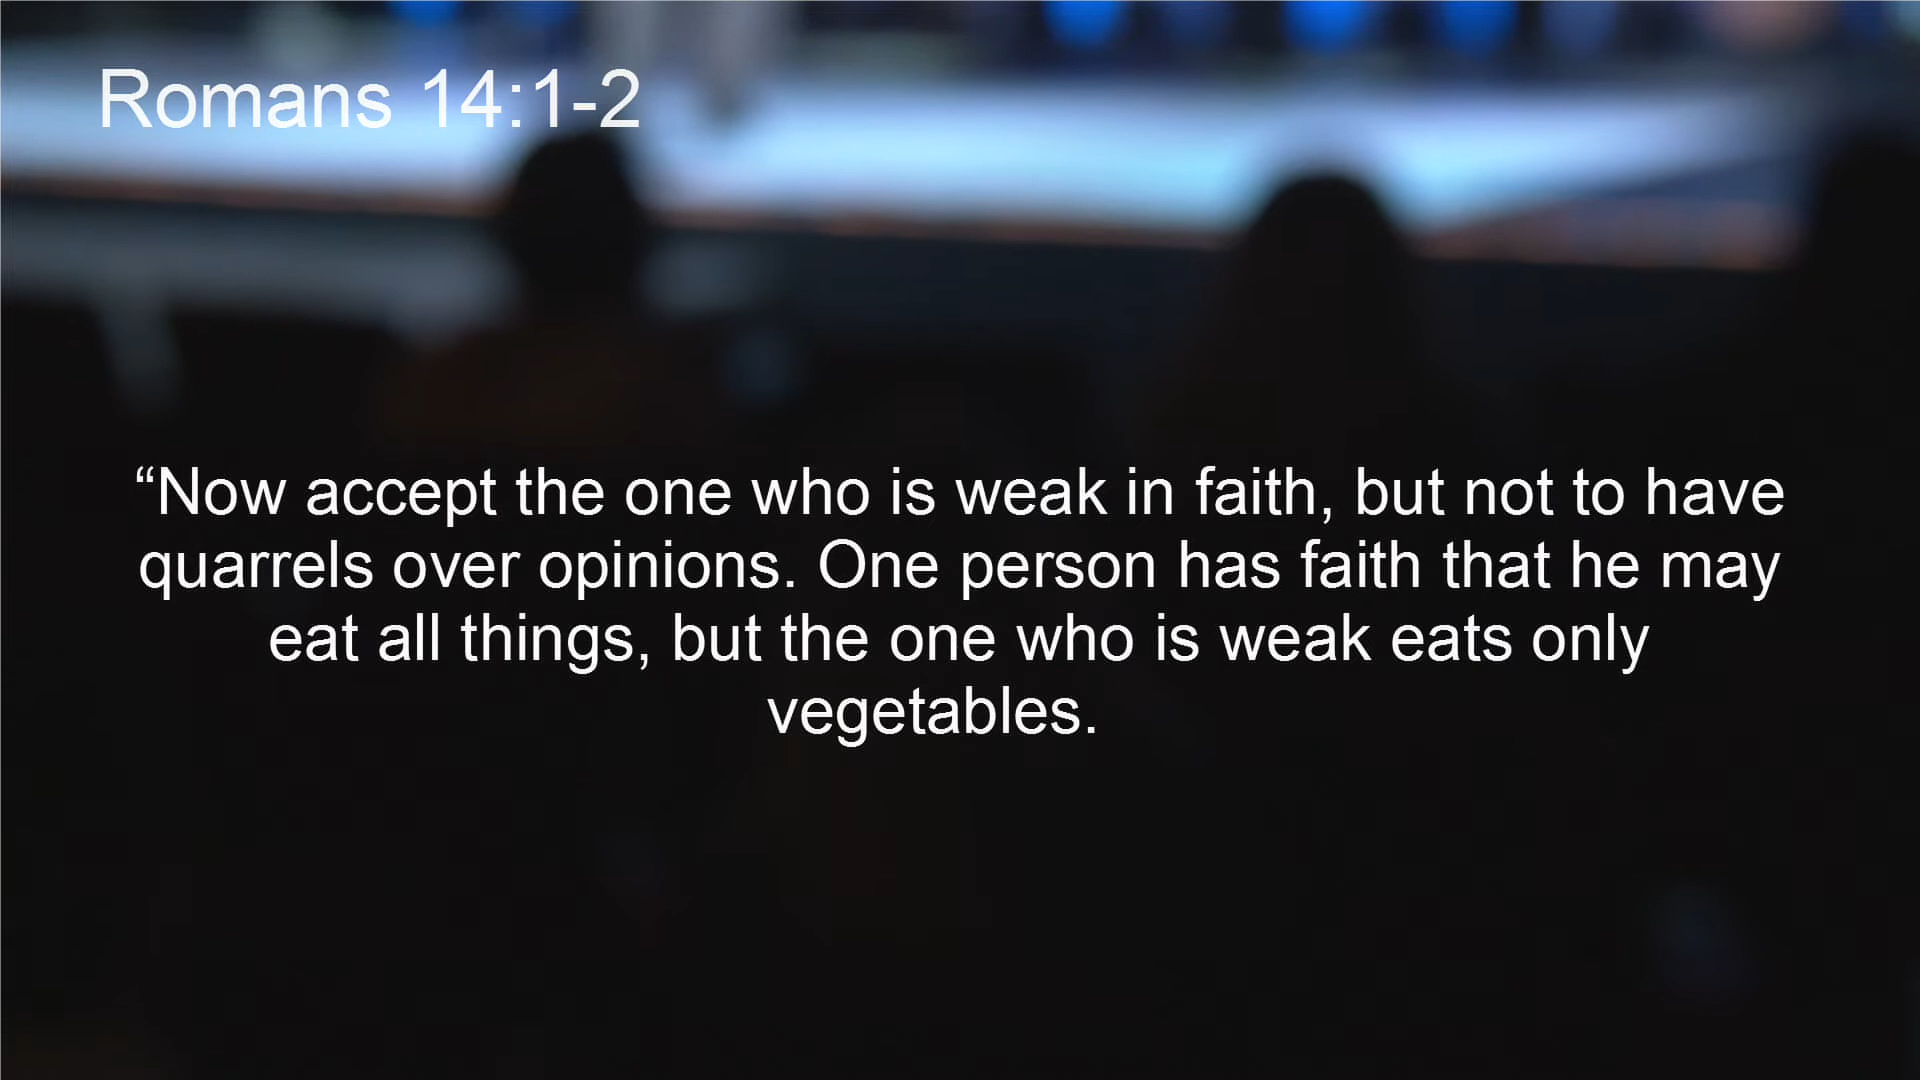 Romans 14:1-2
“Now accept the one who is weak in faith, but not to have
quarrels over opinions. One person has faith that he may
eat all things, but the one who is weak eats only
vegetables.